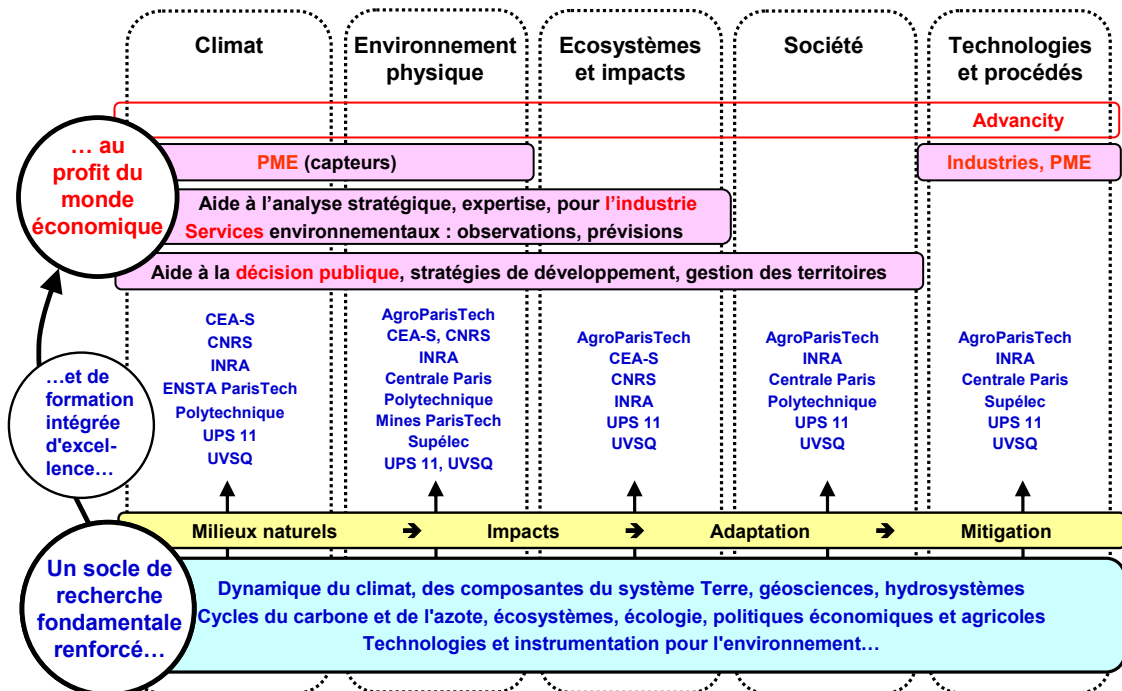 Climat
Environnement
physique
Ecosystèmes
et impacts
Société
Technologies
et procédés
Advancity
… au
profit du
monde
économique
PME (capteurs)
Industries, PME
Aide à l’analyse stratégique, expertise, pour l’industrie
Services environnementaux : observations, prévisions
Aide à la décision publique, stratégies de développement, gestion des territoires
CEA-S
CNRS
INRA
ENSTA ParisTech
Polytechnique
UPS 11
UVSQ
AgroParisTech
CEA-S, CNRS
INRA
Centrale Paris
Polytechnique
Mines ParisTech
Supélec
UPS 11, UVSQ
AgroParisTech
CEA-S
CNRS
INRA
UPS 11
UVSQ
AgroParisTech
INRA
Centrale Paris
Polytechnique
UPS 11
UVSQ
AgroParisTech
INRA
Centrale Paris
Supélec
UPS 11
UVSQ
…et de
formation
intégrée
d'excel-
lence…
Milieux naturels ➔ Impacts ➔ Adaptation ➔ Mitigation
Un socle de
recherche
fondamentale
renforcé…
Dynamique du climat, des composantes du système Terre, géosciences, hydrosystèmes
Cycles du carbone et de l'azote, écosystèmes, écologie, politiques économiques et agricoles
Technologies et instrumentation pour l'environnement…